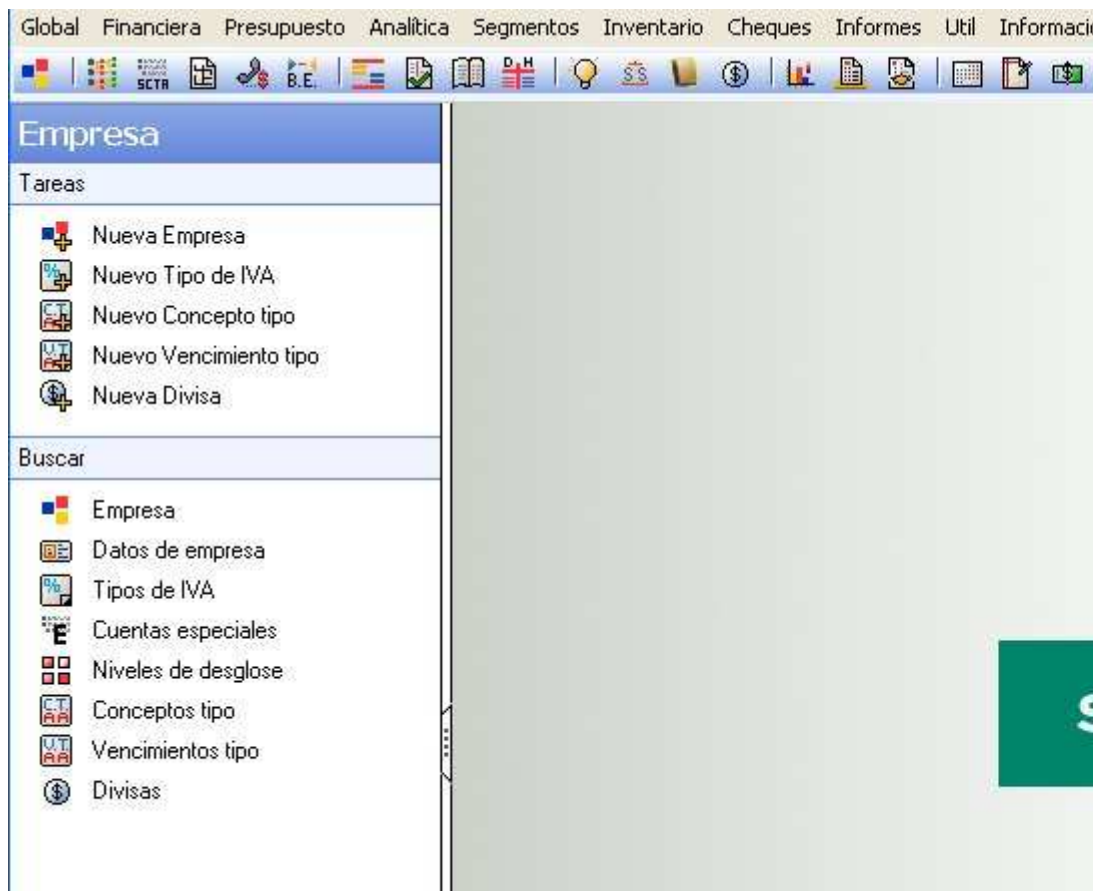 Global Financiera Presupuesto Analítica Segmentos Inventario Cheques Informes Util Informaci
SCTA B.E. D H
Empresa
Tareas
Nueva Empresa
Nuevo Tipo de IVA
Nuevo Concepto tipo
Nuevo Vencimiento tipo
Nueva Divisa
Buscar
Empresa
Datos de empresa
Tipos de IVA
Cuentas especiales
Niveles de desglose
Conceptos tipo
Vencimientos tipo
Divisas
S